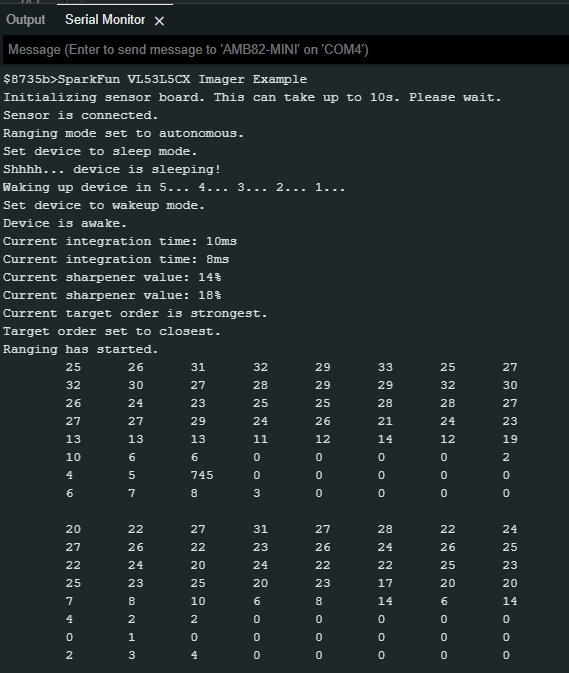 Output Serial Monitor ×
Message (Enter to send message to 'AMB82-MINI' on 'COM4')
$8735b>SparkFun VL53L5CX Imager Example
Initializing sensor board. This can take up to 10s. Please wait.
Sensor is connected.
Ranging mode set to autonomous.
Set device to sleep mode.
Shhhh... device is sleeping!
Waking up device in 5... 4... 3... 2... 1...
Set device to wakeup mode.
Device is awake.
Current integration time: 10ms
Current integration time: 8ms
Current sharpener value: 14%
Current sharpener value: 18%
Current target order is strongest.
Target order set to closest.
Ranging has started.
25 26 31 32 29 33 25 27
32 30 27 28 29 29 32 30
26 24 23 25 25 28 28 27
27 27 29 24 26 21 24 23
13 13 13 11 12 14 12 19
10 6 6 0 0 0 0 2
4 5 745 0 0 0 0 0
6 7 8 3 0 0 0 0
20 22 27 31 27 28 22 24
27 26 22 23 26 24 26 25
22 24 20 24 22 22 25 23
25 23 25 20 23 17 20 20
7 8 10 6 8 14 6 14
4 2 2 0 0 0 0 0
0 1 0 0 0 0 0 0
2 3 4 0 0 0 0 0